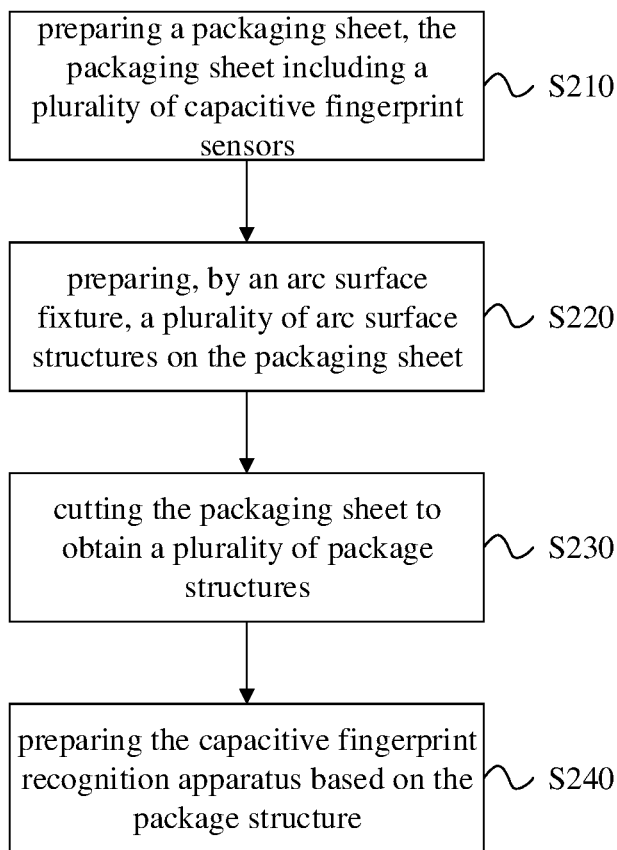 preparing a packaging sheet, the
packaging sheet including a
plurality of capacitive fingerprint
sensors
S210
preparing, by an arc surface
fixture, a plurality of arc surface
structures on the packaging sheet
S220
cutting the packaging sheet to
obtain a plurality of package
structures
S230
preparing the capacitive fingerprint
recognition apparatus based on the
package structure
S240